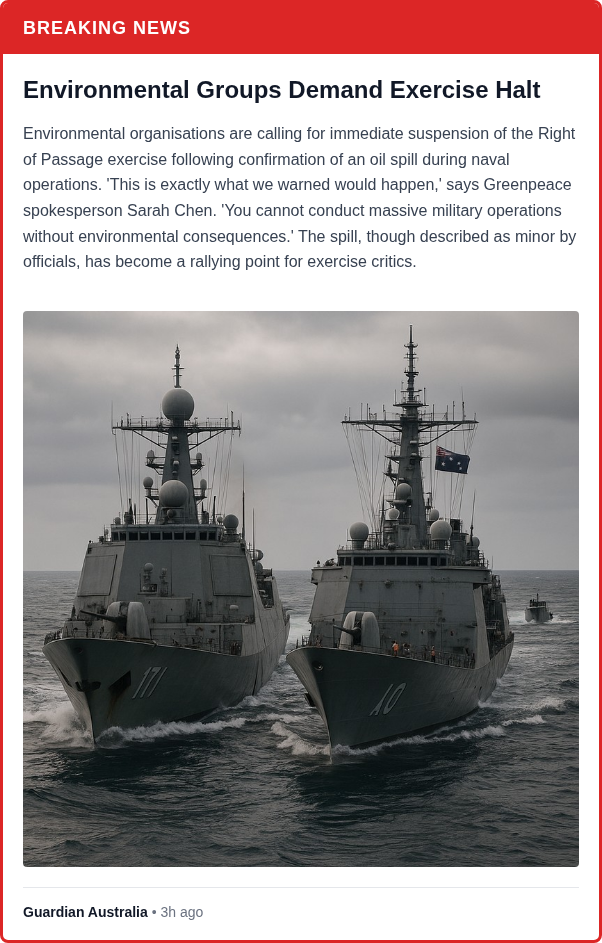 BREAKING NEWS
Environmental Groups Demand Exercise Halt
Environmental organisations are calling for immediate suspension of the Right
of Passage exercise following confirmation of an oil spill during naval
operations. 'This is exactly what we warned would happen,' says Greenpeace
spokesperson Sarah Chen. 'You cannot conduct massive military operations
without environmental consequences.' The spill, though described as minor by
officials, has become a rallying point for exercise critics.
171
Guardian Australia • 3h ago